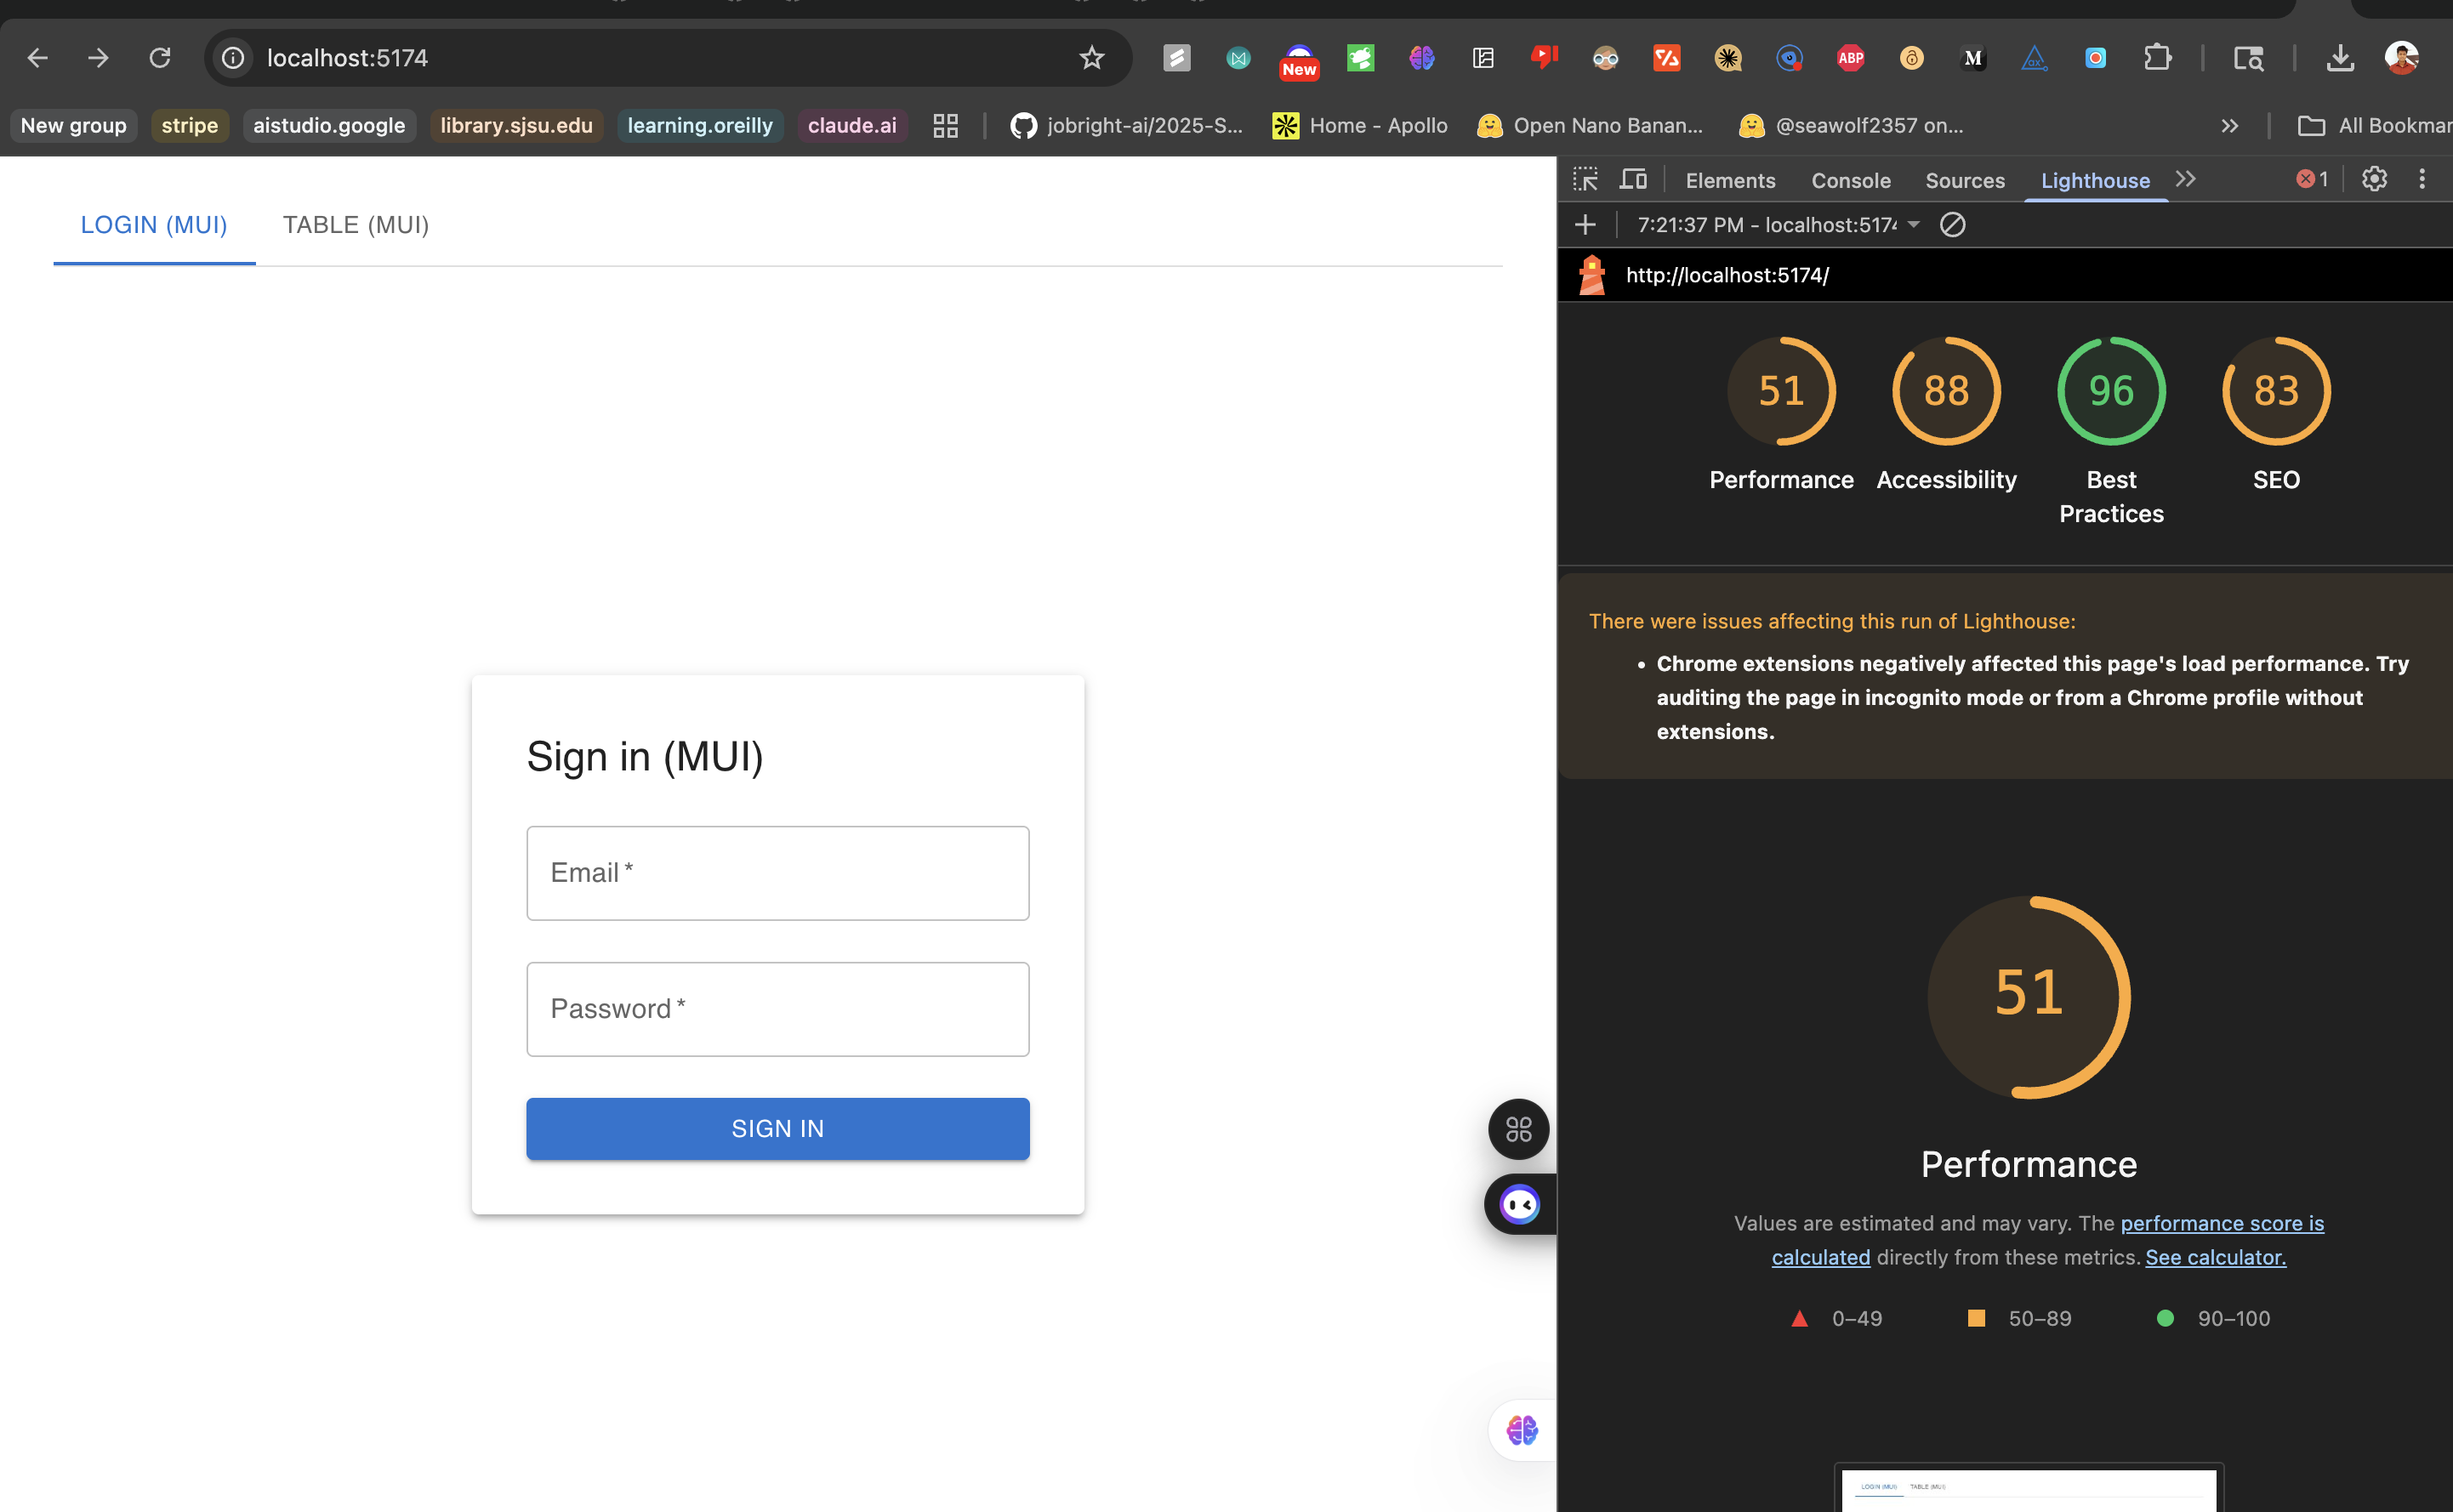 localhost:5174
New
ABP
M
New group
stripe
aistudio.google
library.sjsu.edu
learning.oreilly
claude.ai
jobright-ai/2025-S...
Home - Apollo
Open Nano Banan...
@seawolf2357 on...
All Bookmar
LOGIN (MUI)
TABLE (MUI)
Sign in (MUI)
Email *
Password *
SIGN IN
Elements
Console
Sources
Lighthouse
1
7:21:37 PM - localhost:5174
http://localhost:5174/
51
88
96
83
Performance
Accessibility
Best
Practices
SEO
There were issues affecting this run of Lighthouse:
• Chrome extensions negatively affected this page's load performance. Try
auditing the page in incognito mode or from a Chrome profile without
extensions.
51
Performance
Values are estimated and may vary. The performance score is
calculated directly from these metrics. See calculator.
0–49
50–89
90–100
LOGIN (MUI)
TABLE (MUI)